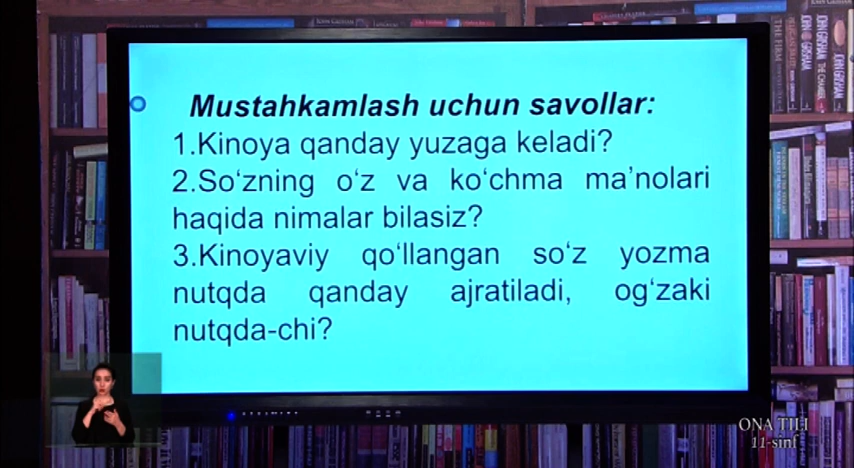 Mustahkamlash uchun savollar:
1.Kinoya qanday yuzaga keladi?
2.So‘zning o‘z va ko‘chma ma’nolari
haqida nimalar bilasiz?
3.Kinoyaviy qo‘llangan so‘z yozma
nutqda qanday ajratiladi, og‘zaki
nutqda-chi?
ONA TILI
11-sinf